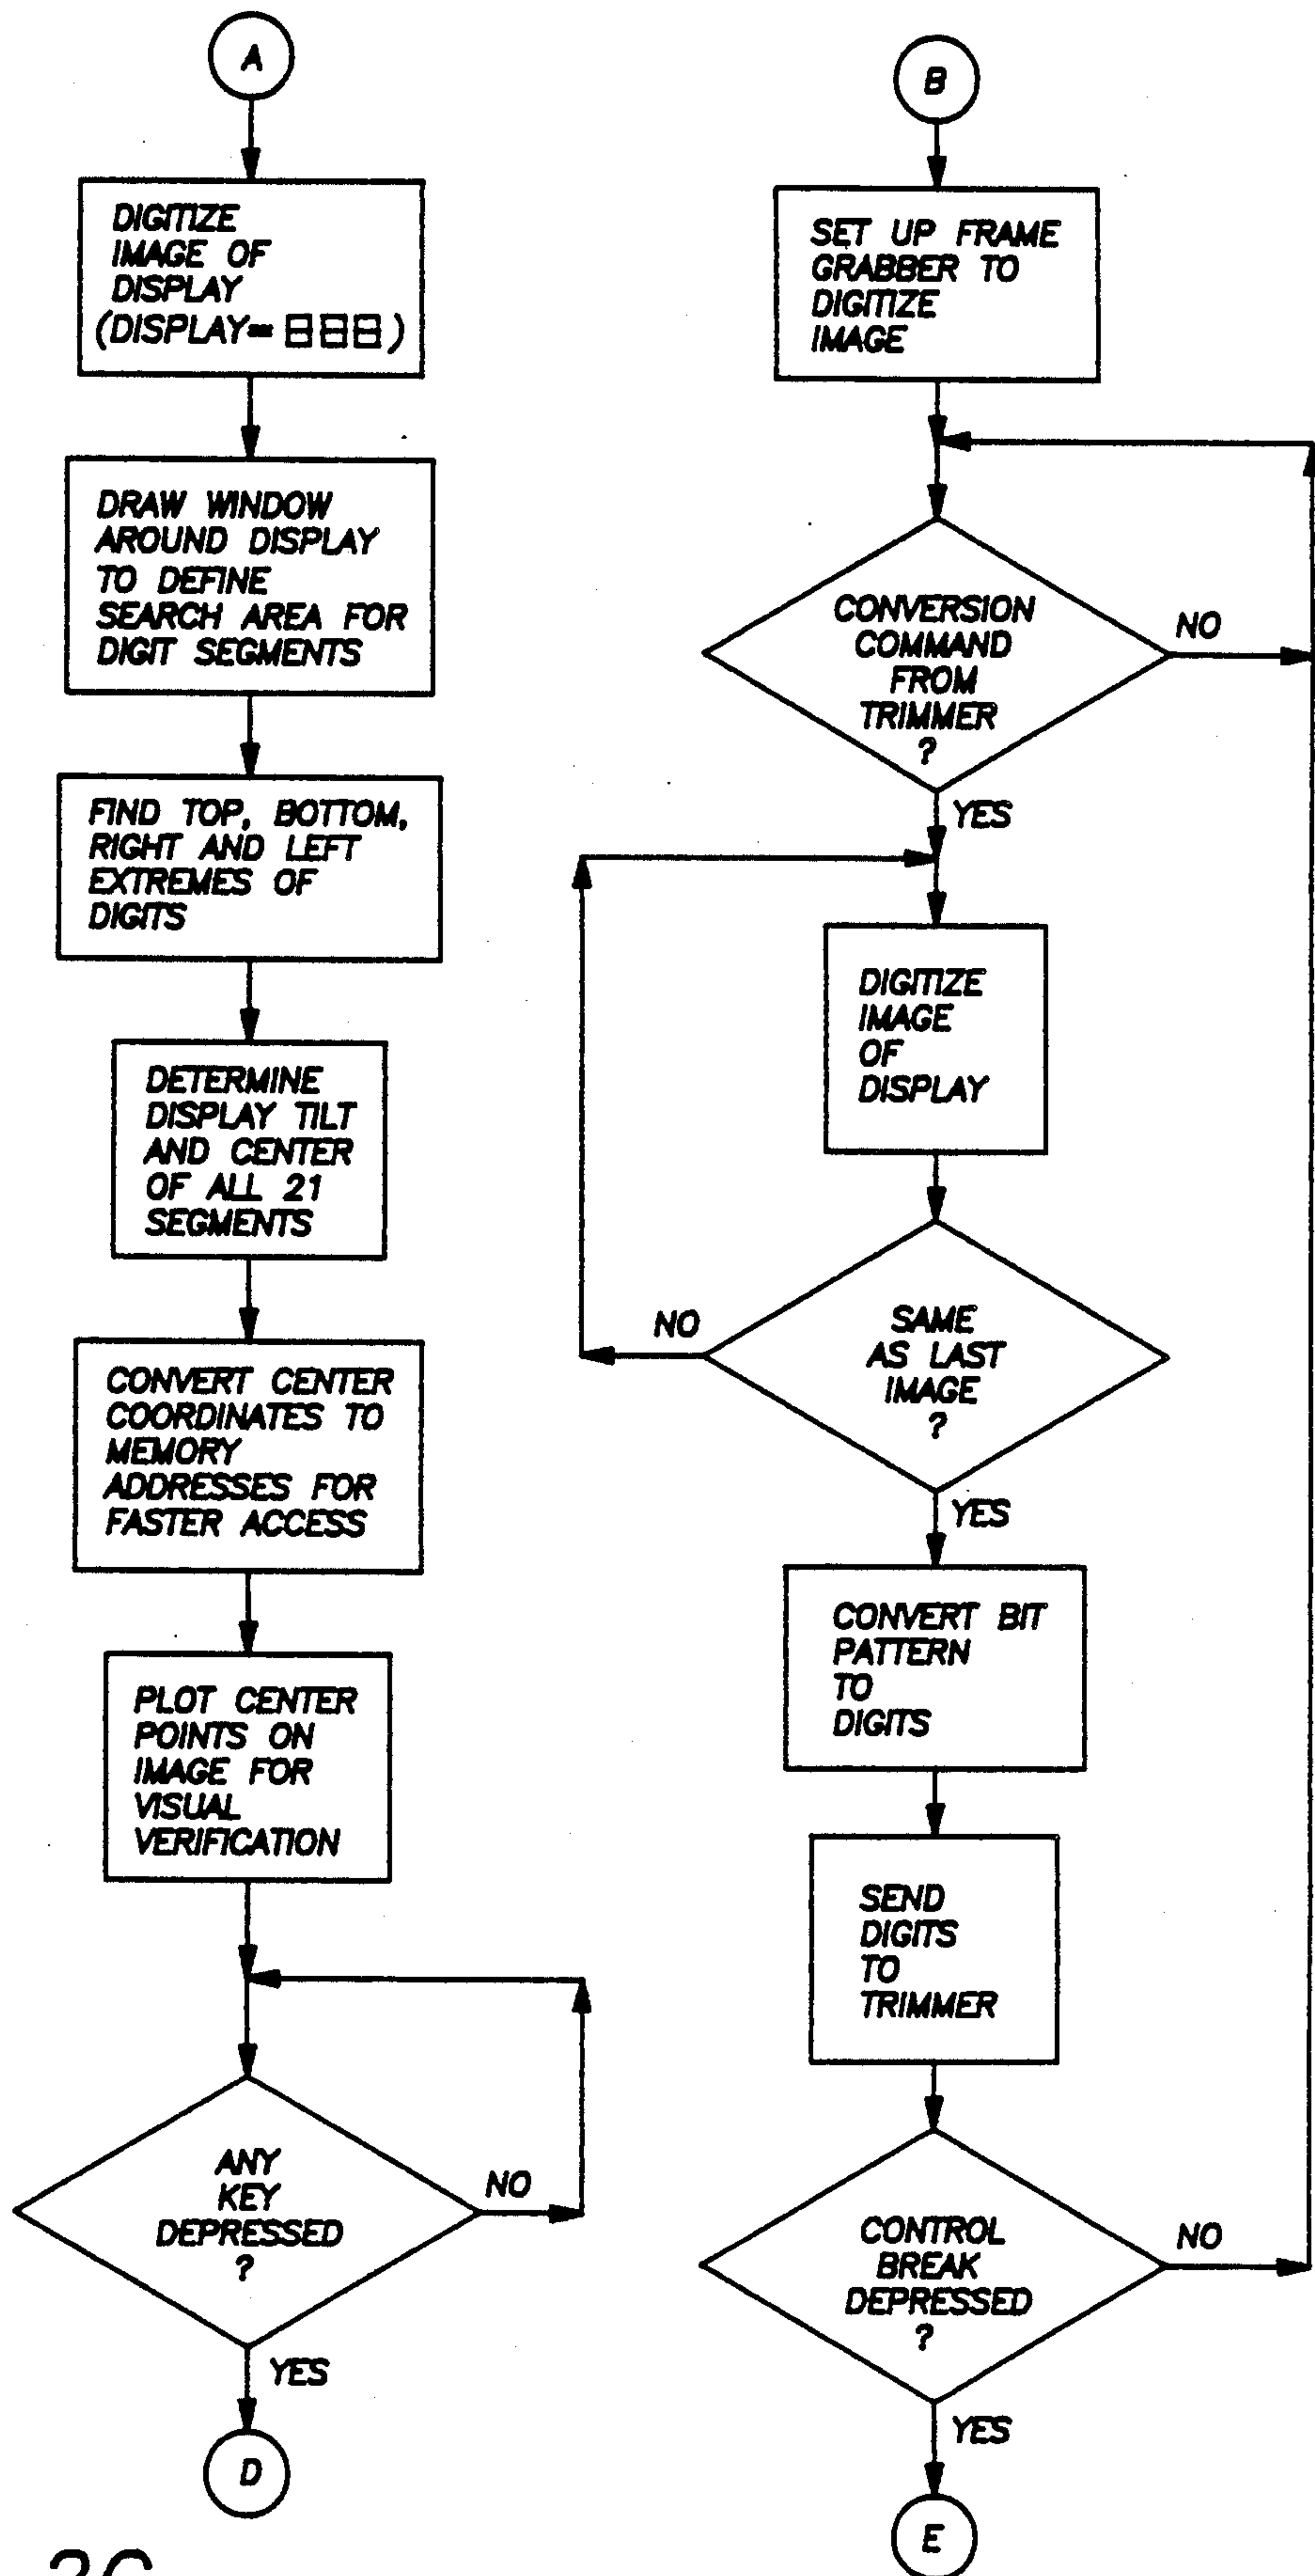 A
DIGITIZE
IMAGE OF
DISPLAY
(DISPLAY= 888)
DRAW WINDOW
AROUND DISPLAY
TO DEFINE
SEARCH AREA FOR
DIGIT SEGMENTS
FIND TOP, BOTTOM,
RIGHT AND LEFT
EXTREMES OF
DIGITS
DETERMINE
DISPLAY TILT
AND CENTER
OF ALL 21
SEGMENTS
CONVERT CENTER
COORDINATES TO
MEMORY
ADDRESSES FOR
FASTER ACCESS
PLOT CENTER
POINTS ON
IMAGE FOR
VISUAL
VERIFICATION
ANY
KEY
DEPRESSED
?
NO
YES
D
B
SET UP FRAME
GRABBER TO
DIGITIZE
IMAGE
CONVERSION
COMMAND
FROM
TRIMMER
?
NO
YES
DIGITIZE
IMAGE
OF
DISPLAY
SAME
AS LAST
IMAGE
?
NO
YES
CONVERT BIT
PATTERN
TO
DIGITS
SEND
DIGITS
TO
TRIMMER
CONTROL
BREAK
DEPRESSED
?
NO
YES
E